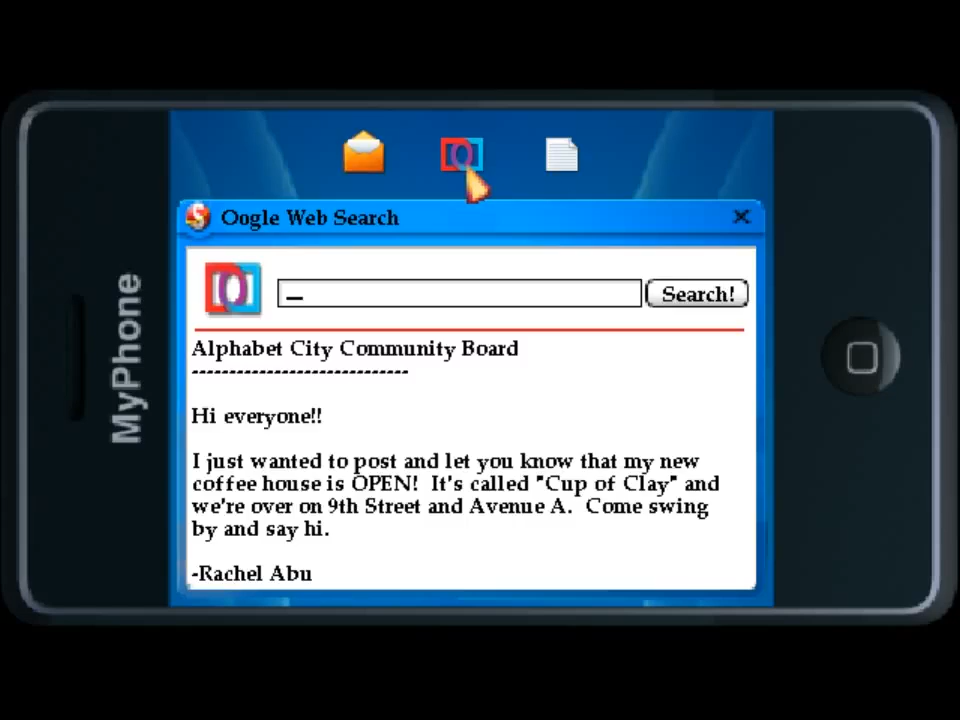 Oogle Web Search
Search!
Alphabet City Community Board
-----------------------------
Hi everyone!!
I just wanted to post and let you know that my new
coffee house is OPEN!  It's called "Cup of Clay" and
we're over on 9th Street and Avenue A.  Come swing
by and say hi.
-Rachel Abu
MyPhone